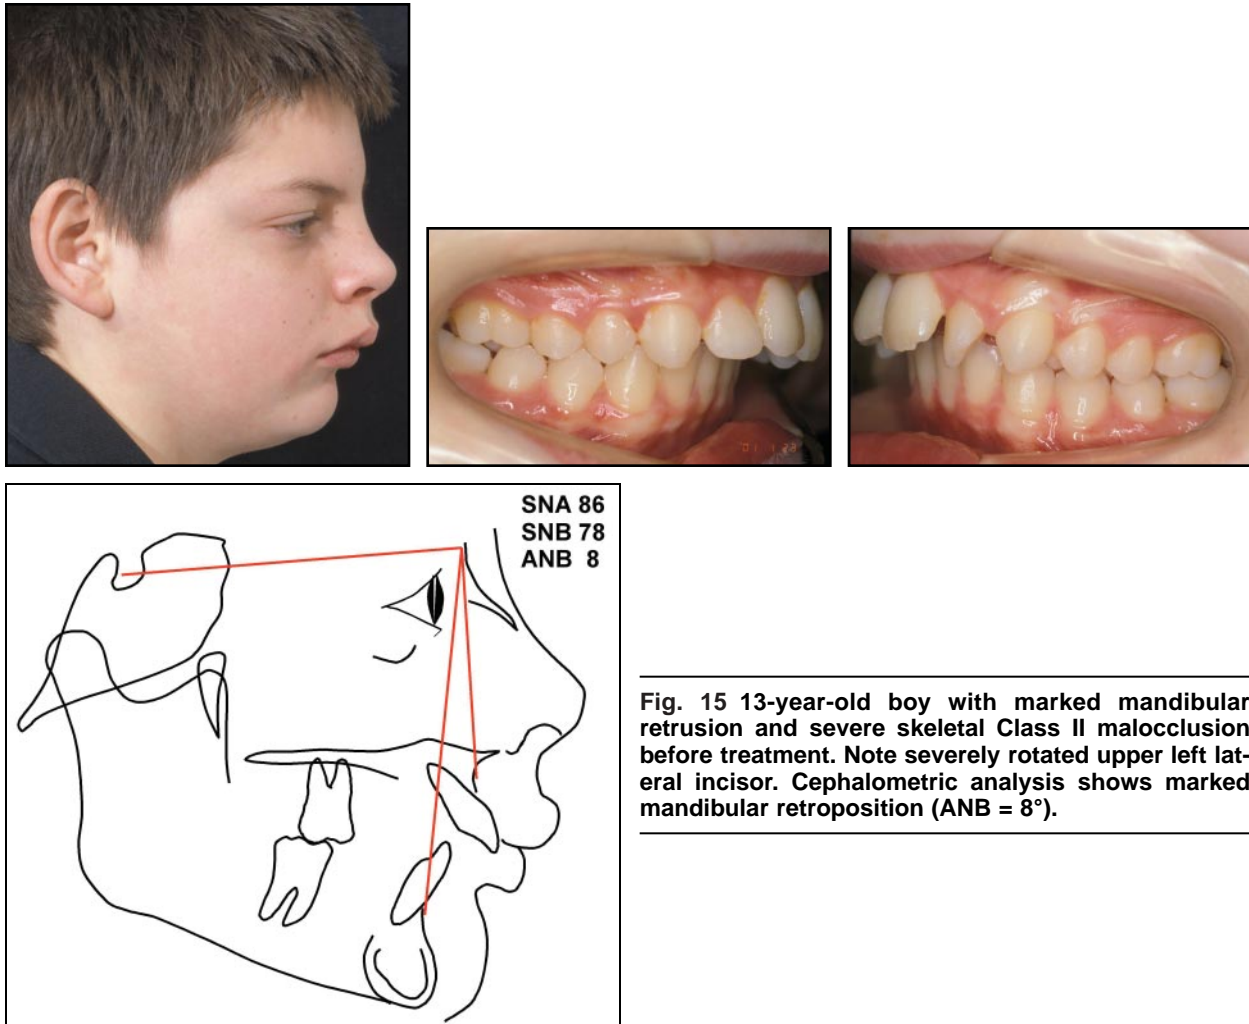 SNA 86
SNB 78
ANB 8
Fig. 15 13-year-old boy with marked mandibular
retrusion and severe skeletal Class II malocclusion
before treatment. Note severely rotated upper left lat-
eral incisor. Cephalometric analysis shows marked
mandibular retroposition (ANB = 8°).